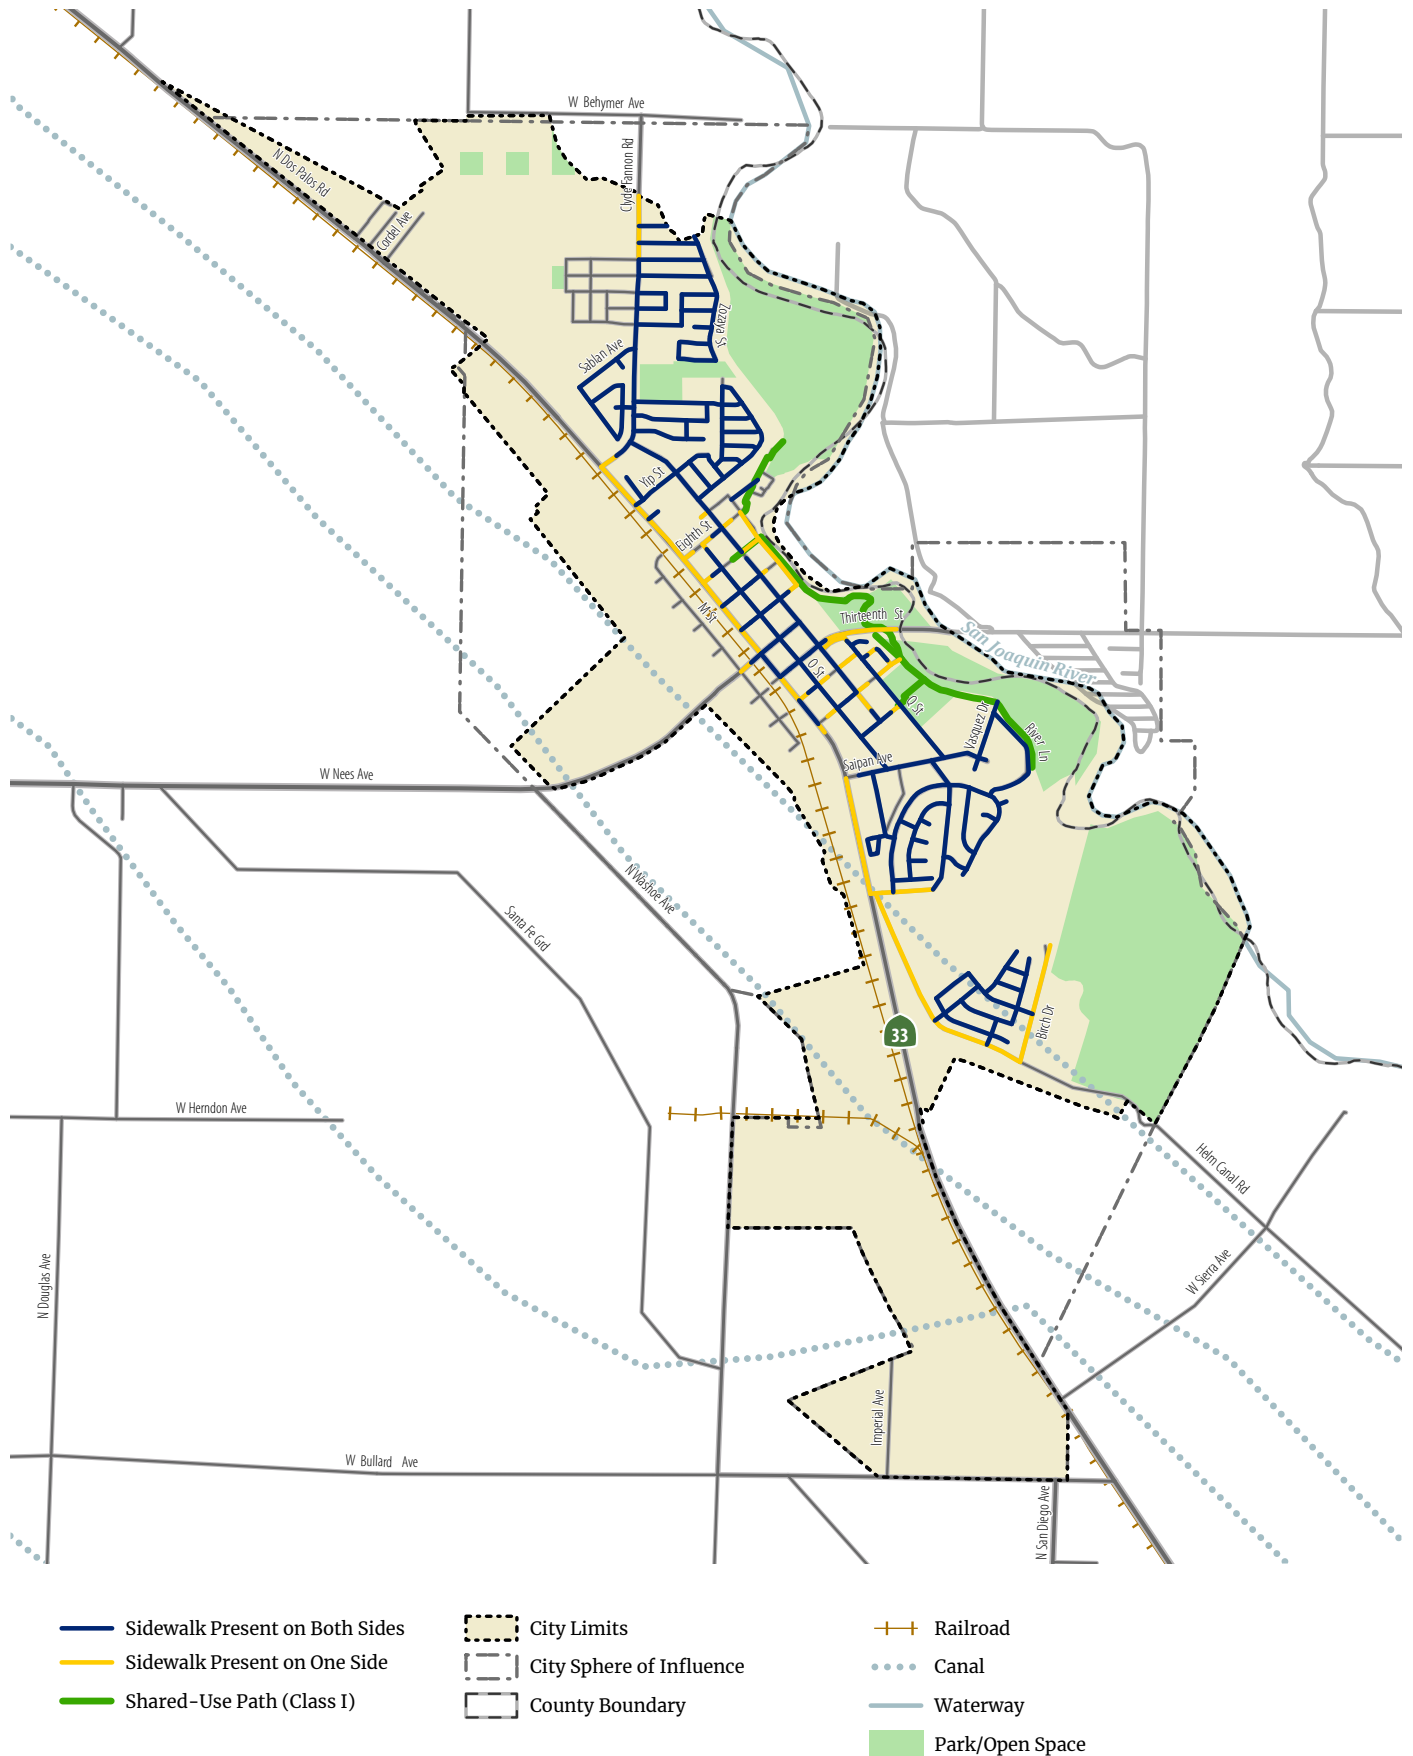 W Behymer Ave
Clyde Fannon Rd
N Dos Palos Rd
Cordel Ave
Zozaya St
Sablan Ave
Yip St
Eighth St
M St
Thirteenth St
San Joaquin River
O St
Q St
Vasquez Dr
River Ln
Saipan Ave
W Nees Ave
N Washoe Ave
Santa Fe Grd
33
Birch Dr
W Herndon Ave
Helm Canal Rd
W Sierra Ave
N Douglas Ave
Imperial Ave
W Bullard Ave
N San Diego Ave
Sidewalk Present on Both Sides
Sidewalk Present on One Side
Shared-Use Path (Class I)
City Limits
City Sphere of Influence
County Boundary
Railroad
Canal
Waterway
Park/Open Space